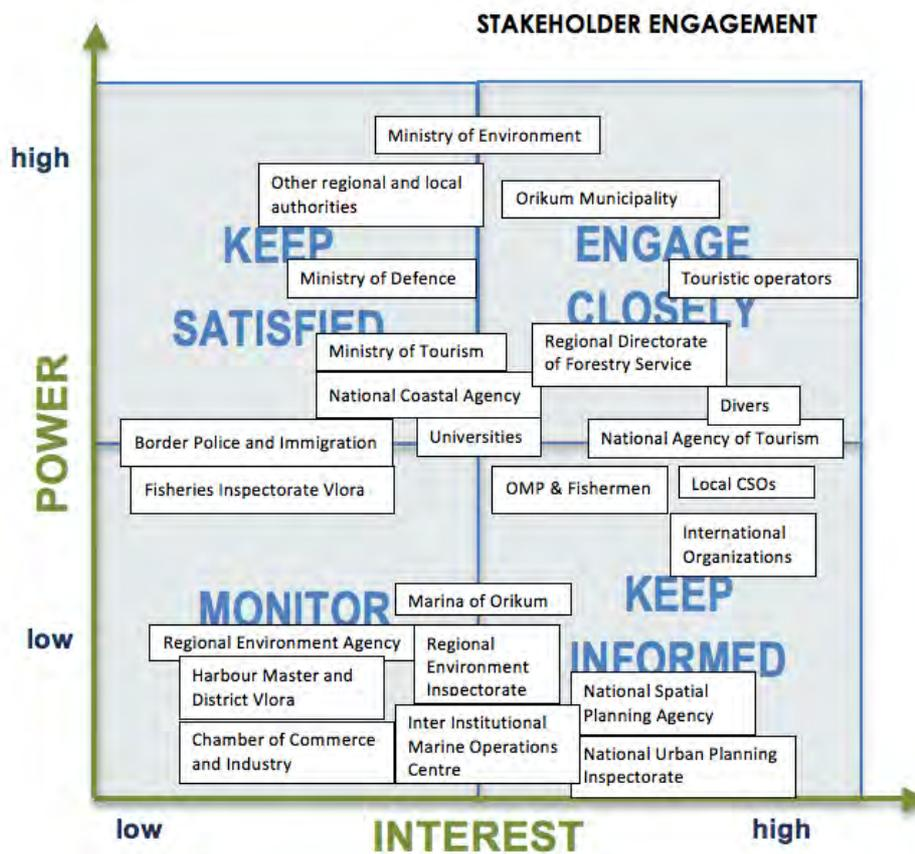 STAKEHOLDER ENGAGEMENT
high
Ministry of Environment
Other regional and local
authorities
Orikum Municipality
KEEP
SATISFIED
ENGAGE
CLOSELY
Ministry of Defence
Touristic operators
Ministry of Tourism
Regional Directorate
of Forestry Service
National Coastal Agency
Divers
Border Police and Immigration
Universities
National Agency of Tourism
POWER
Fisheries Inspectorate Vlora
OMP & Fishermen
Local CSOs
International
Organizations
MONITOR
Marina of Orikum
KEEP
INFORMED
low
Regional Environment Agency
Regional
Environment
Inspectorate
Harbour Master and
District Vlora
National Spatial
Planning Agency
Chamber of Commerce
and Industry
Inter Institutional
Marine Operations
Centre
National Urban Planning
Inspectorate
low
INTEREST
high